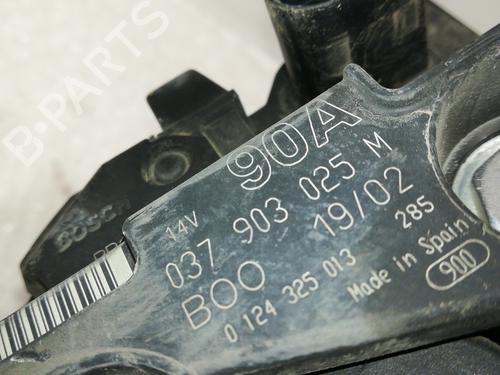 B-PARTS
90A
14V
037 903 025 M
BOO 19/02
0 124 325 013 285
Made in Spain
900
BOSCH